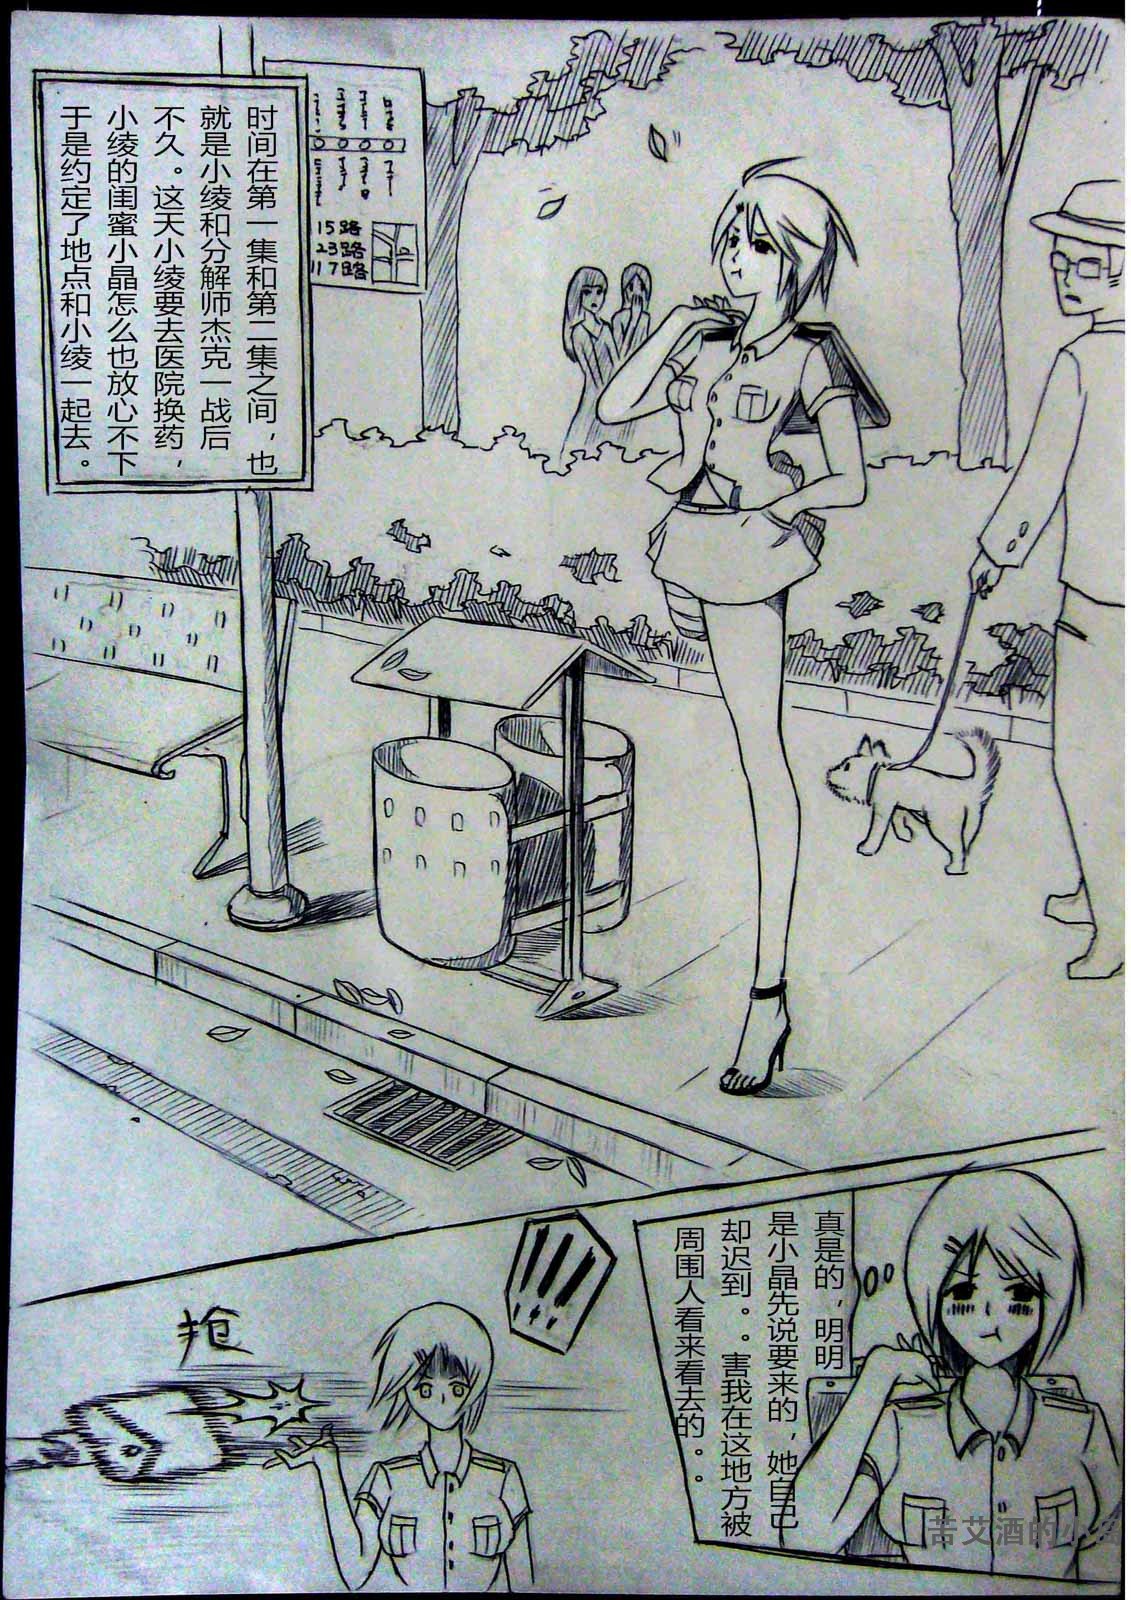 时间在第一集和第二集之间，也
就是小绫和分解师杰克一战后
不久。这天小绫要去医院换药，
小绫的闺蜜小晶怎么也放心不下
于是约定了地点和小绫一起去。
15路
23路
117路
真是的，明明
是小晶先说要来的，她自己
却迟到。。害我在这地方被
周围人看来看去的。。
!!!
抢
苦艾酒的小